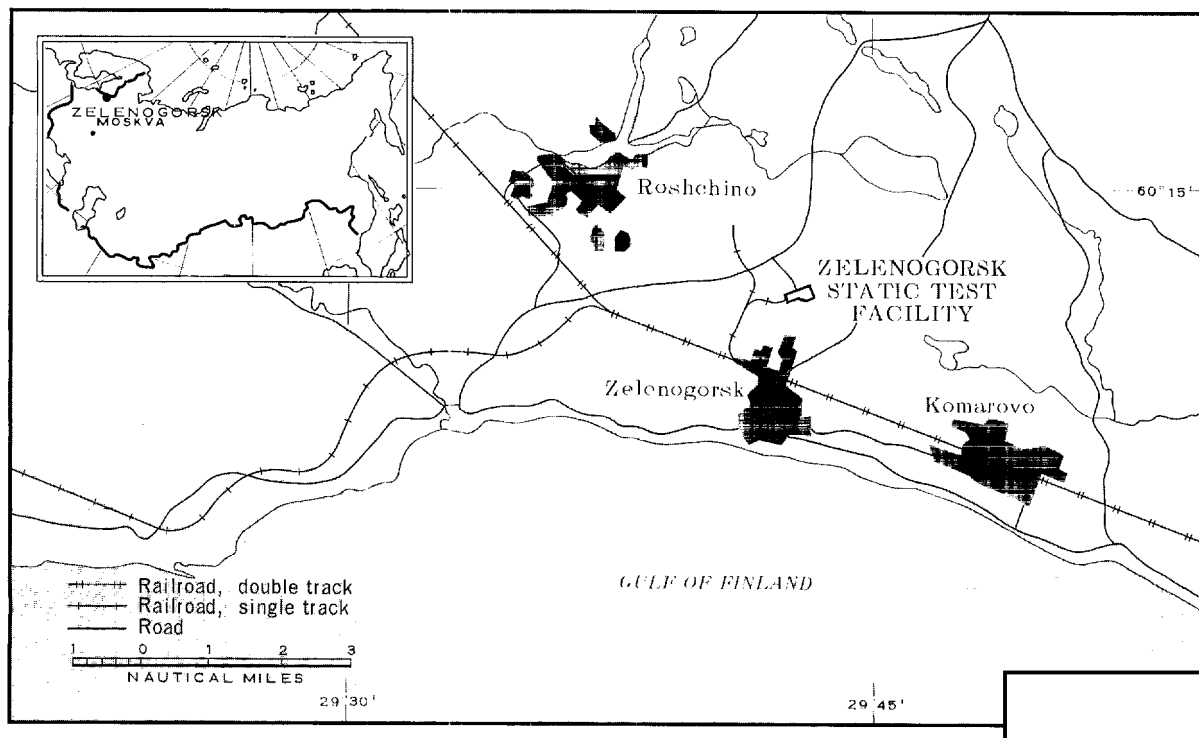 ZELENOGORSK
MOSKVA
Roshchino
60°15'
ZELENOGORSK
STATIC TEST
FACILITY
Zelenogorsk
Komarovo
GULF OF FINLAND
Railroad, double track
Railroad, single track
Road
1 0 1 2 3
NAUTICAL MILES
29°30'
29°45'